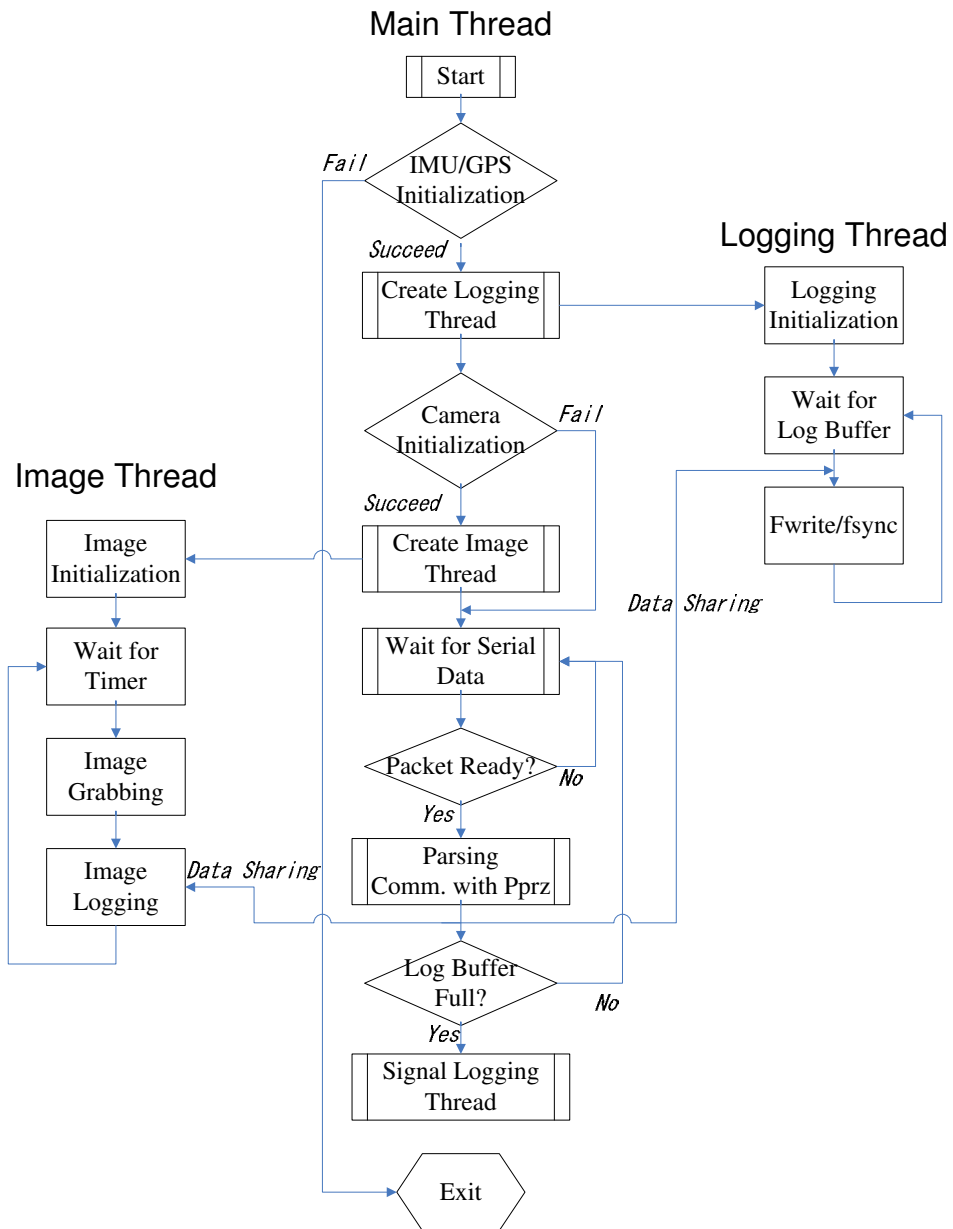 Main Thread
Start
Fail
IMU/GPS
Initialization
Succeed
Create Logging
Thread
Logging Thread
Logging
Initialization
Camera
Initialization
Fail
Wait for
Log Buffer
Image Thread
Succeed
Fwrite/fsync
Image
Initialization
Create Image
Thread
Data Sharing
Wait for
Timer
Wait for Serial
Data
Image
Grabbing
Packet Ready?
No
Yes
Image
Logging
Data Sharing
Parsing
Comm. with Pprz
Log Buffer
Full?
No
Yes
Signal Logging
Thread
Exit